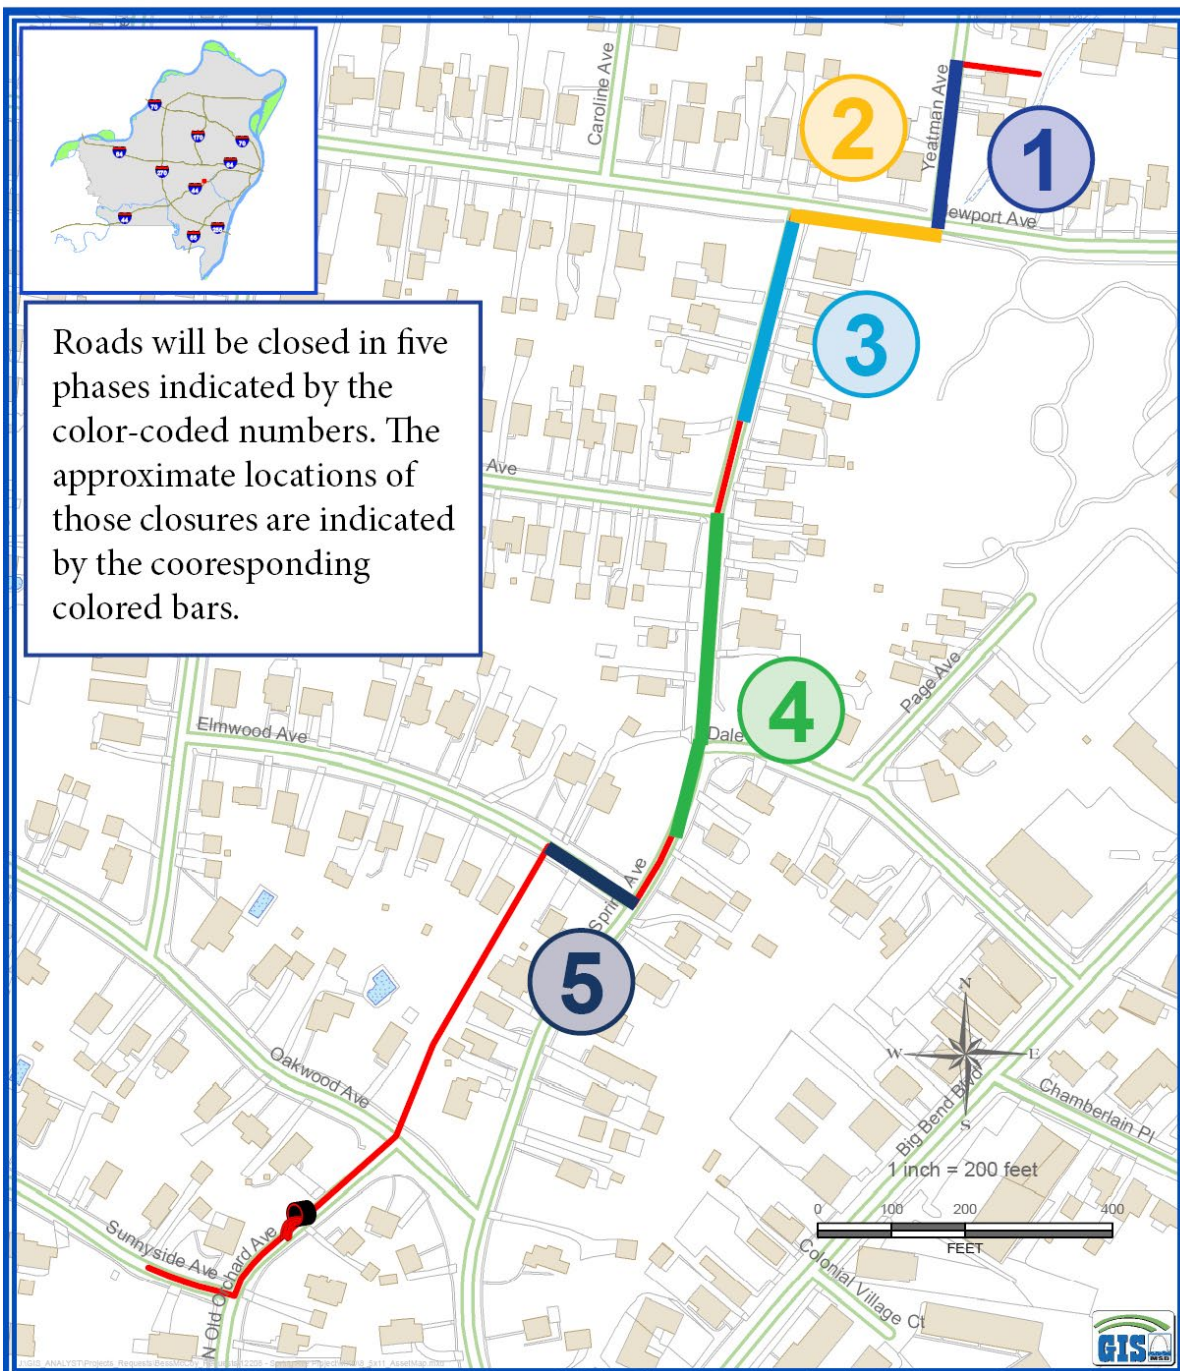 Roads will be closed in five
phases indicated by the
color-coded numbers. The
approximate locations of
those closures are indicated
by the cooresponding
colored bars.
Caroline Ave
Yeatman Ave
2
1
ewport Ave
3
Ave
Page Ave
4
Dale
Elmwood Ave
Ave
5
N
W
E
S
Oakwood Ave
Big Bend Blvd
Chamberlain Pl
1 inch = 200 feet
0 100 200 400
FEET
Sunnyside Ave
N Old Orchard Ave
Colonial Village Ct
GIS
MSD